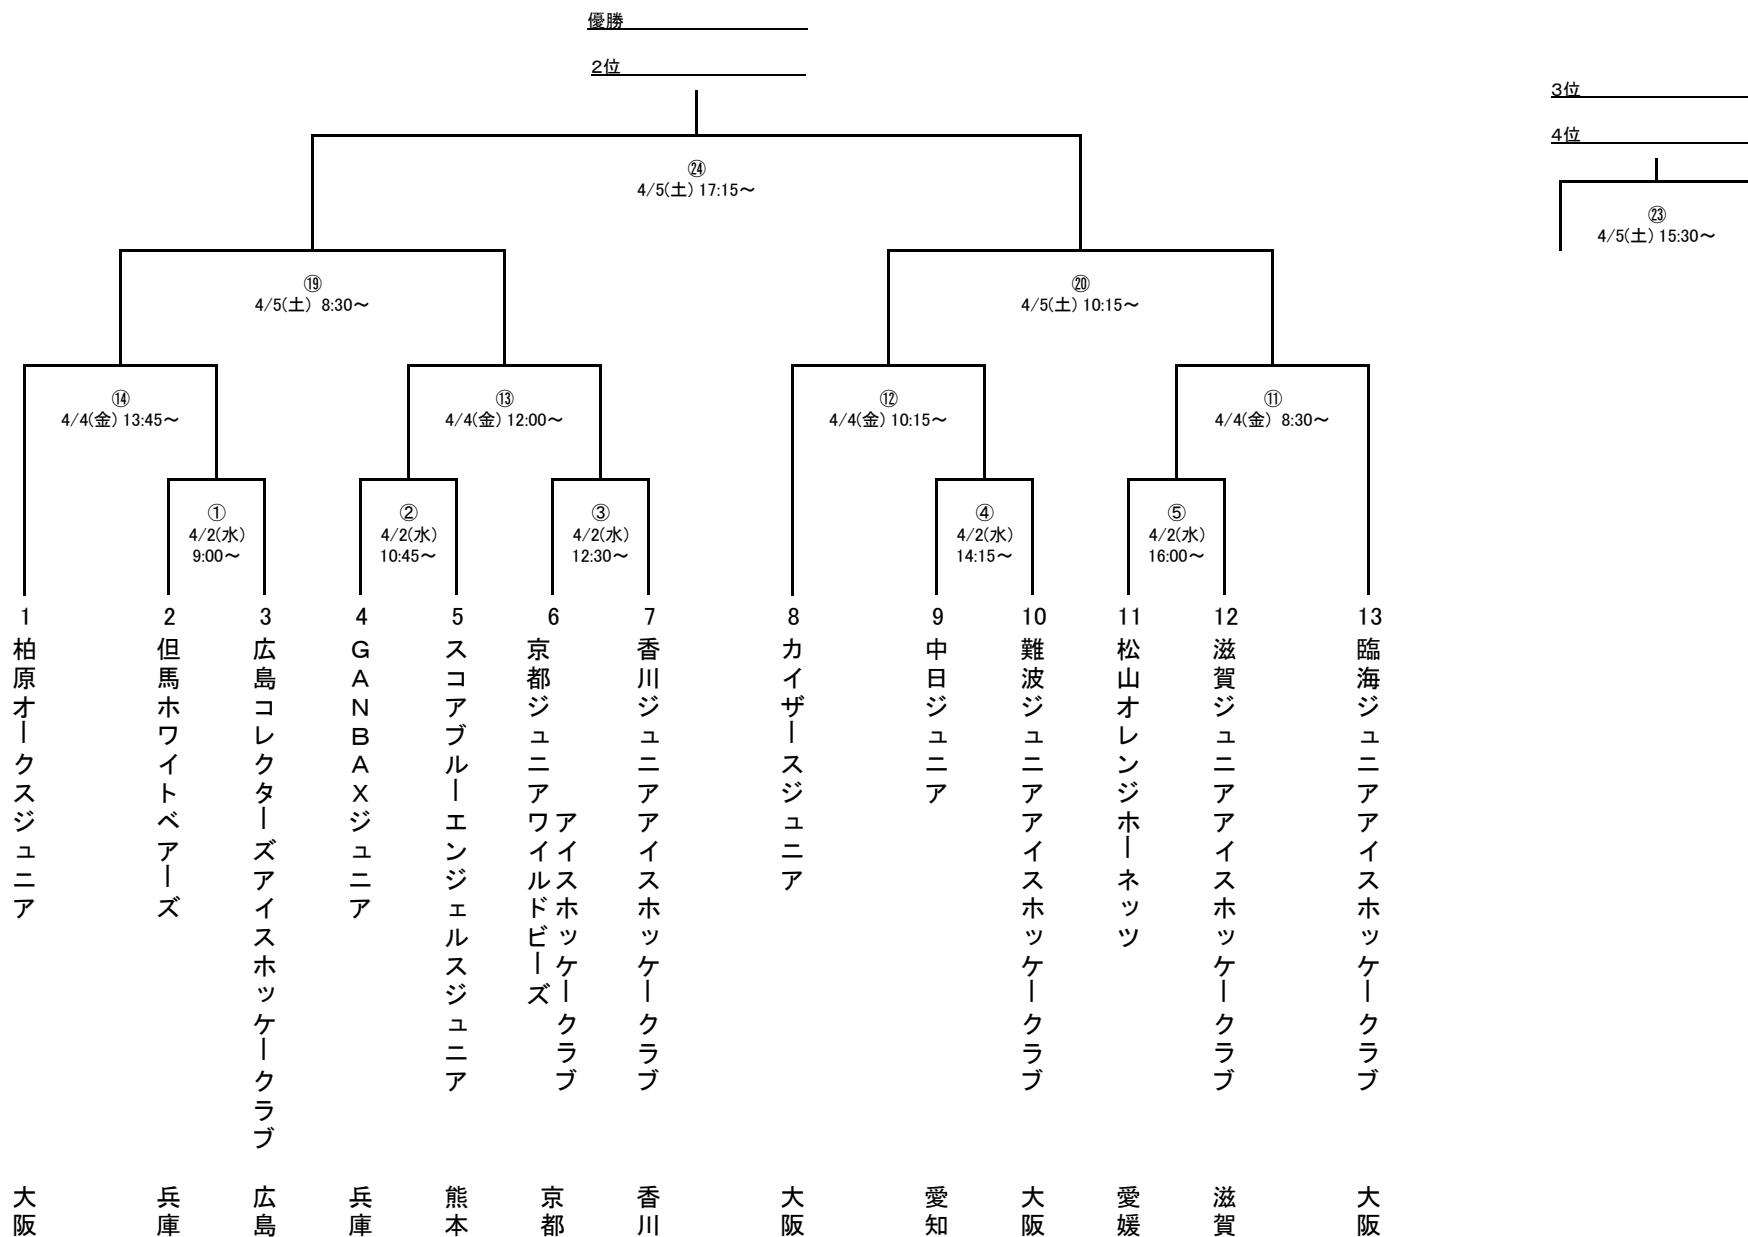 優勝
2位
3位
4位
㉔
4/5(土) 17:15～
㉓
4/5(土) 15:30～
⑲
4/5(土) 8:30～
⑳
4/5(土) 10:15～
⑭
4/4(金) 13:45～
⑬
4/4(金) 12:00～
⑫
4/4(金) 10:15～
⑪
4/4(金) 8:30～
①
4/2(水)
9:00～
②
4/2(水)
10:45～
③
4/2(水)
12:30～
④
4/2(水)
14:15～
⑤
4/2(水)
16:00～
1
柏原オークスジュニア
大阪
2
但馬ホワイトベアーズ
兵庫
3
広島コレクターズアイスホッケークラブ
広島
4
GANBAXジュニア
兵庫
5
スコアブルーエンジェルスジュニア
熊本
6
京都ジュニアワイルドビーズ
アイスホッケークラブ
京都
7
香川ジュニアアイスホッケークラブ
香川
8
カイザースジュニア
大阪
9
中日ジュニア
愛知
10
難波ジュニアアイスホッケークラブ
大阪
11
松山オレンジホーネッツ
愛媛
12
滋賀ジュニアアイスホッケークラブ
滋賀
13
臨海ジュニアアイスホッケークラブ
大阪